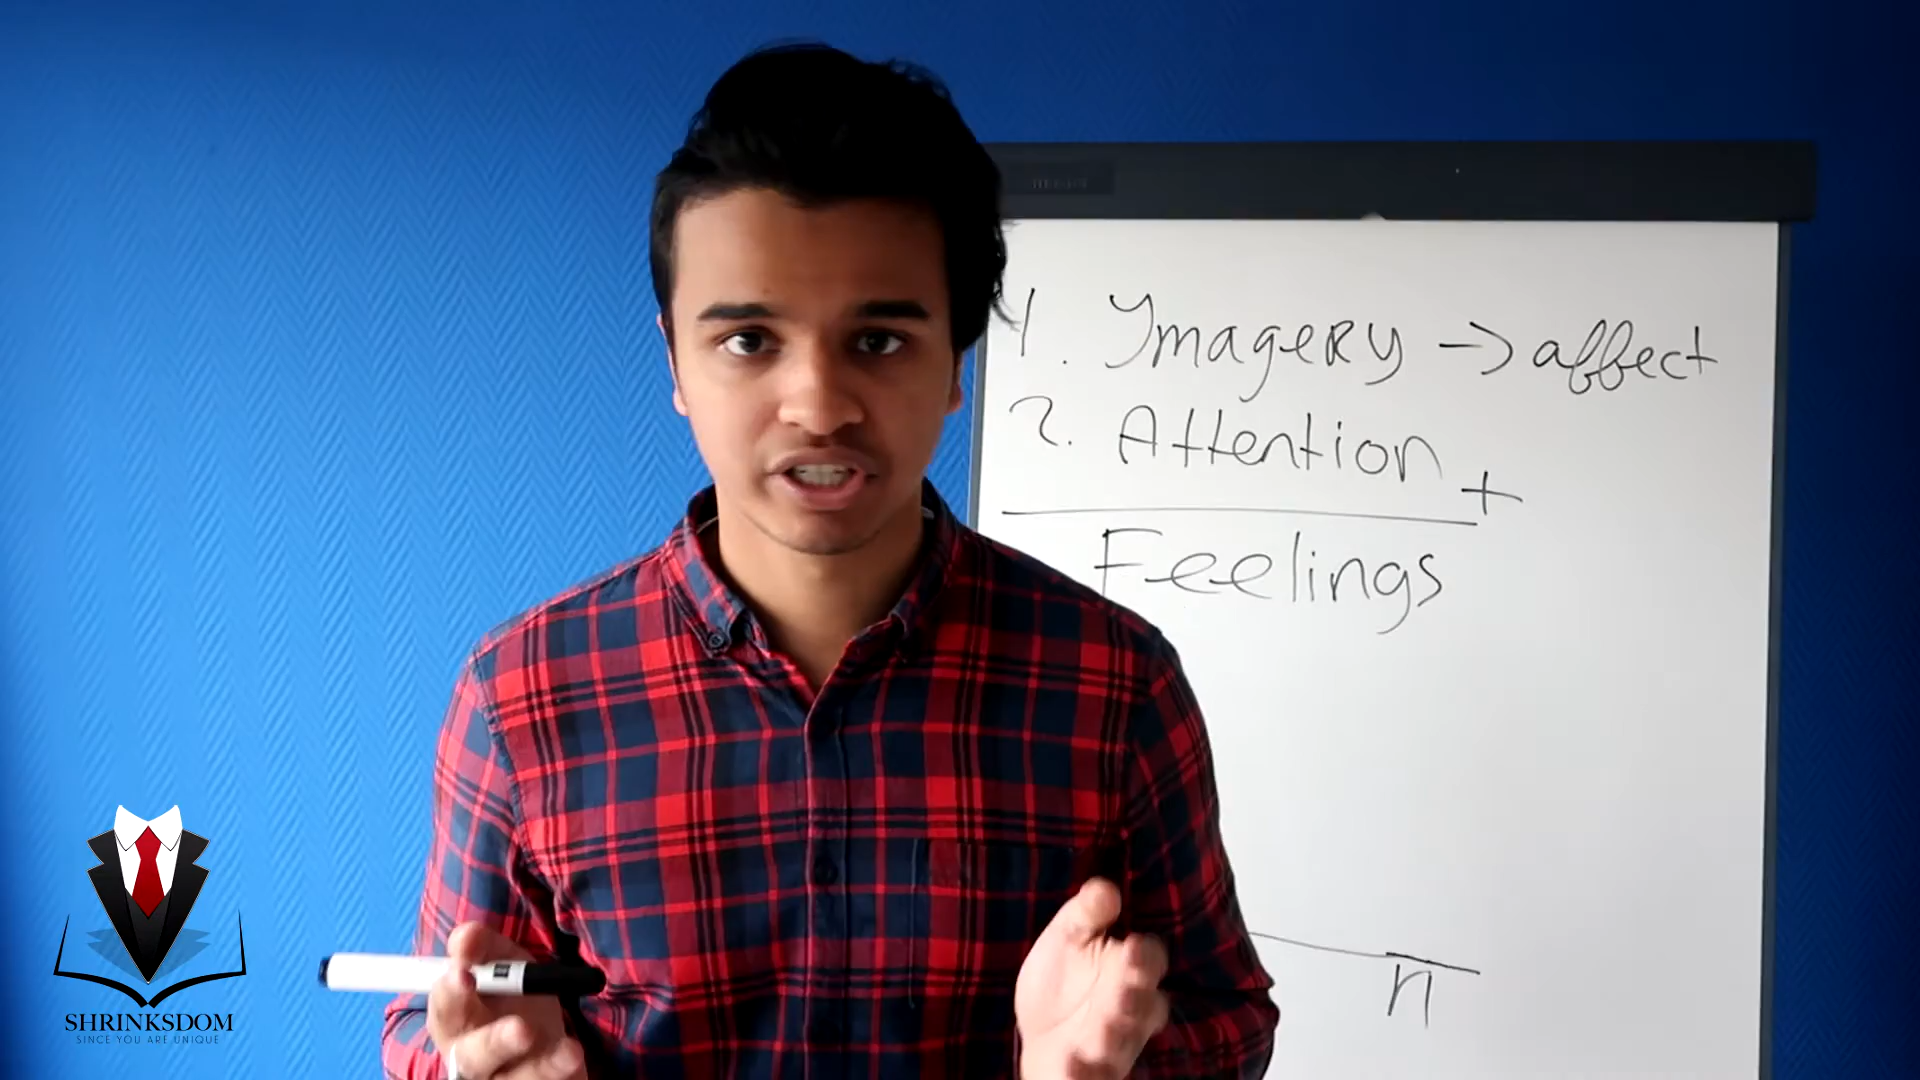 1. Imagery → affect
2. Attention
+
Feelings
n
SHRINKSDOM
SINCE YOU ARE UNIQUE